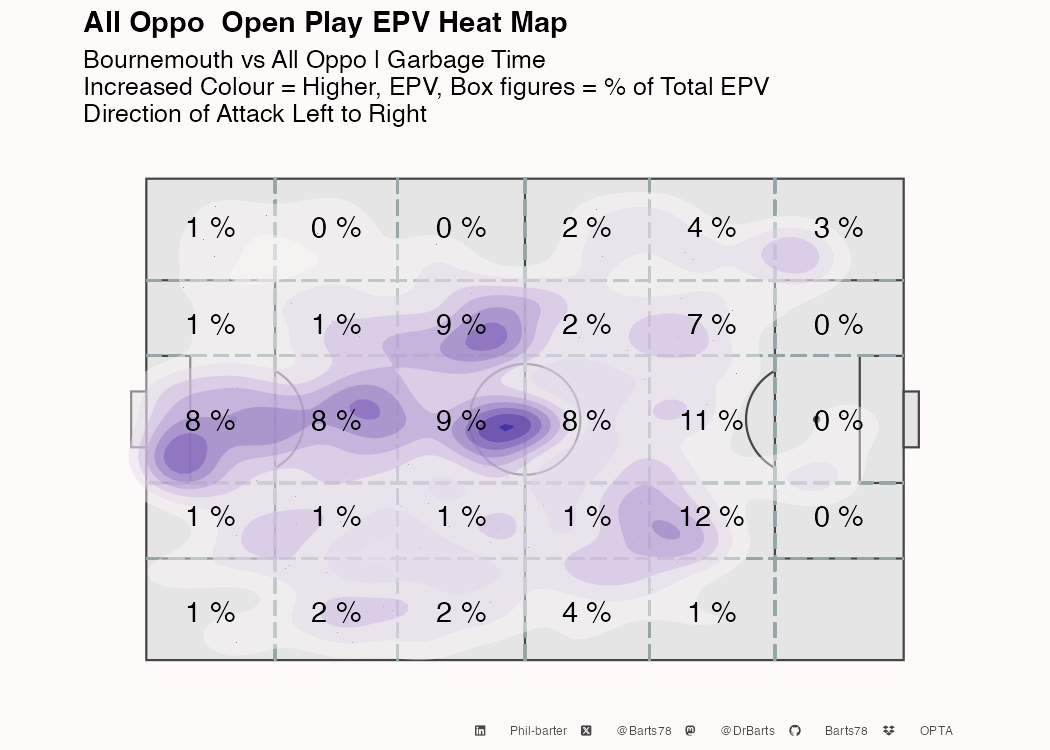 All Oppo  Open Play EPV Heat Map
Bournemouth vs All Oppo | Garbage Time
Increased Colour = Higher, EPV, Box figures = % of Total EPV
Direction of Attack Left to Right
1 % 0 % 0 % 2 % 4 % 3 %
1 % 1 % 9 % 2 % 7 % 0 %
8 % 8 % 9 % 8 % 11 % 0 %
1 % 1 % 1 % 1 % 12 % 0 %
1 % 2 % 2 % 4 % 1 %
Phil-barter @Barts78 @DrBarts Barts78 OPTA